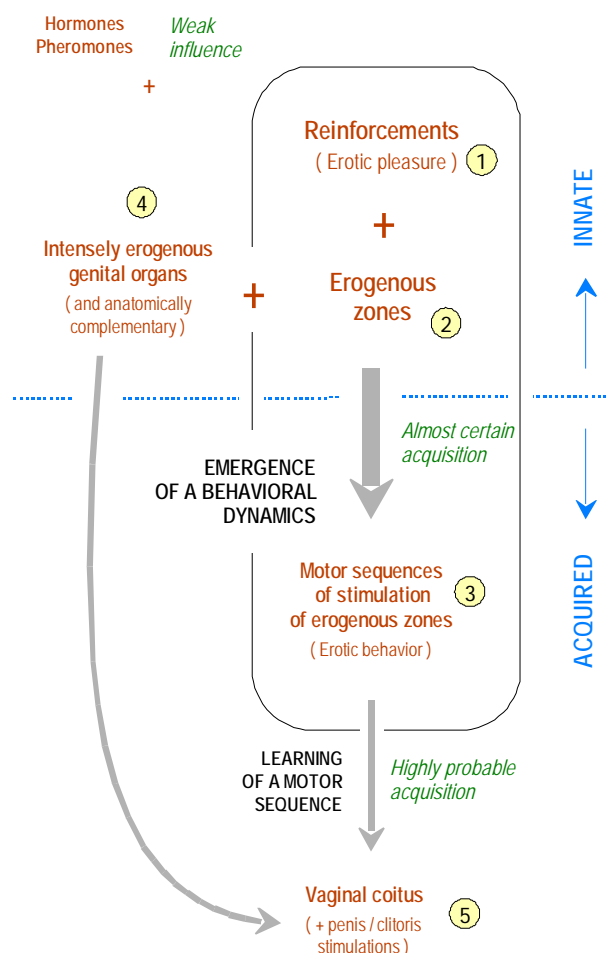 Hormones
Pheromones
Weak
influence
+
Reinforcements
( Erotic pleasure )
1
+
4
Intensely erogenous
genital organs
( and anatomically
complementary )
+
Erogenous
zones
2
INNATE
Almost certain
acquisition
EMERGENCE
OF A BEHAVIORAL
DYNAMICS
Motor sequences
of stimulation
of erogenous zones
( Erotic behavior )
3
ACQUIRED
LEARNING
OF A MOTOR
SEQUENCE
Highly probable
acquisition
Vaginal coitus
( + penis / clitoris
stimulations )
5